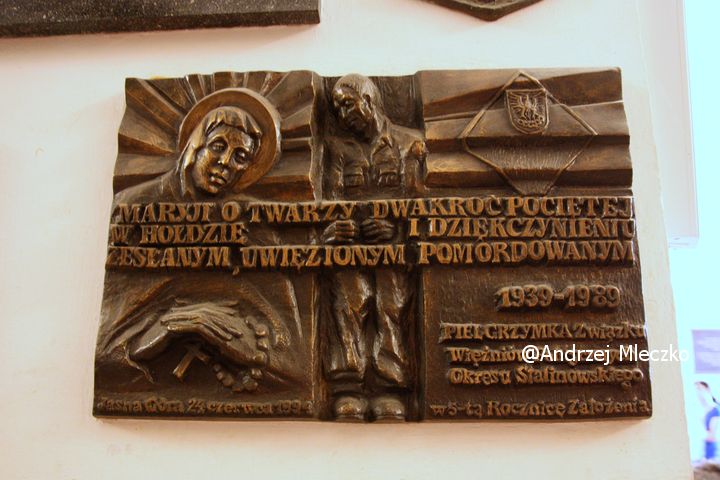 MARYJI O TWARZY DWAKROĆ POCIĘTEJ
W HOŁDZIE I DZIĘKCZYNIENIU
ZESŁANYM, UWIĘZIONYM, POMORDOWANYM
1939-1989
PIELGRZYMKA ZWIĄZKU
WIĘŹNIÓW
OKRESU STALINOWSKIEGO
w 5-tą Rocznicę Założenia
Jasna Góra 24 czerwca 1994
@Andrzej Mleczko